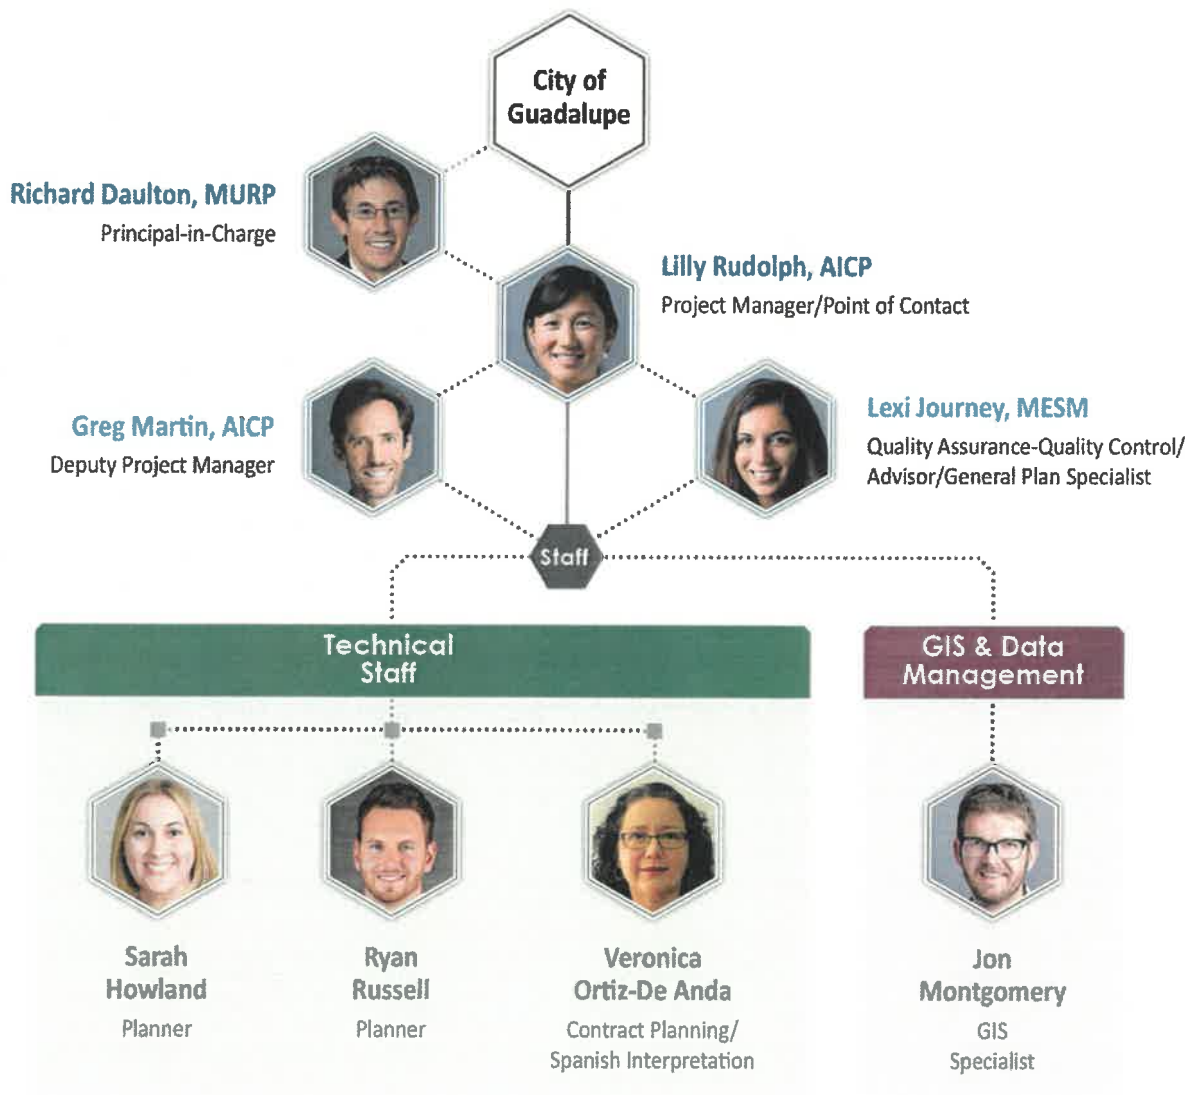 City of
Guadalupe
Richard Daulton, MURP
Principal-in-Charge
Lilly Rudolph, AICP
Project Manager/Point of Contact
Greg Martin, AICP
Deputy Project Manager
Lexi Journey, MESM
Quality Assurance-Quality Control/
Advisor/General Plan Specialist
Staff
Technical
Staff
GIS & Data
Management
Sarah
Howland
Planner
Ryan
Russell
Planner
Veronica
Ortiz-De Anda
Contract Planning/
Spanish Interpretation
Jon
Montgomery
GIS
Specialist